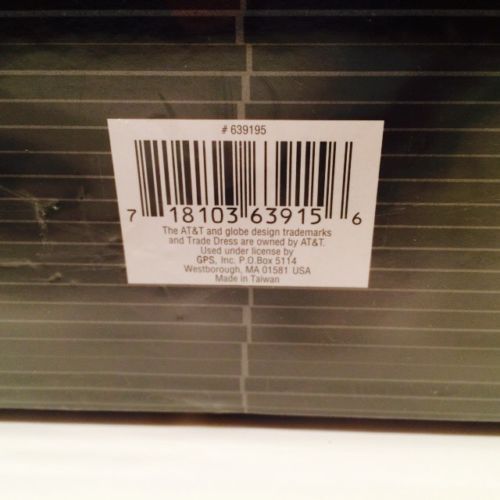 # 639195
7 18103 63915 6
The AT&T and globe design trademarks
and Trade Dress are owned by AT&T.
Used under license by
GPS, Inc. P.O.Box 5114
Westborough, MA 01581 USA
Made in Taiwan